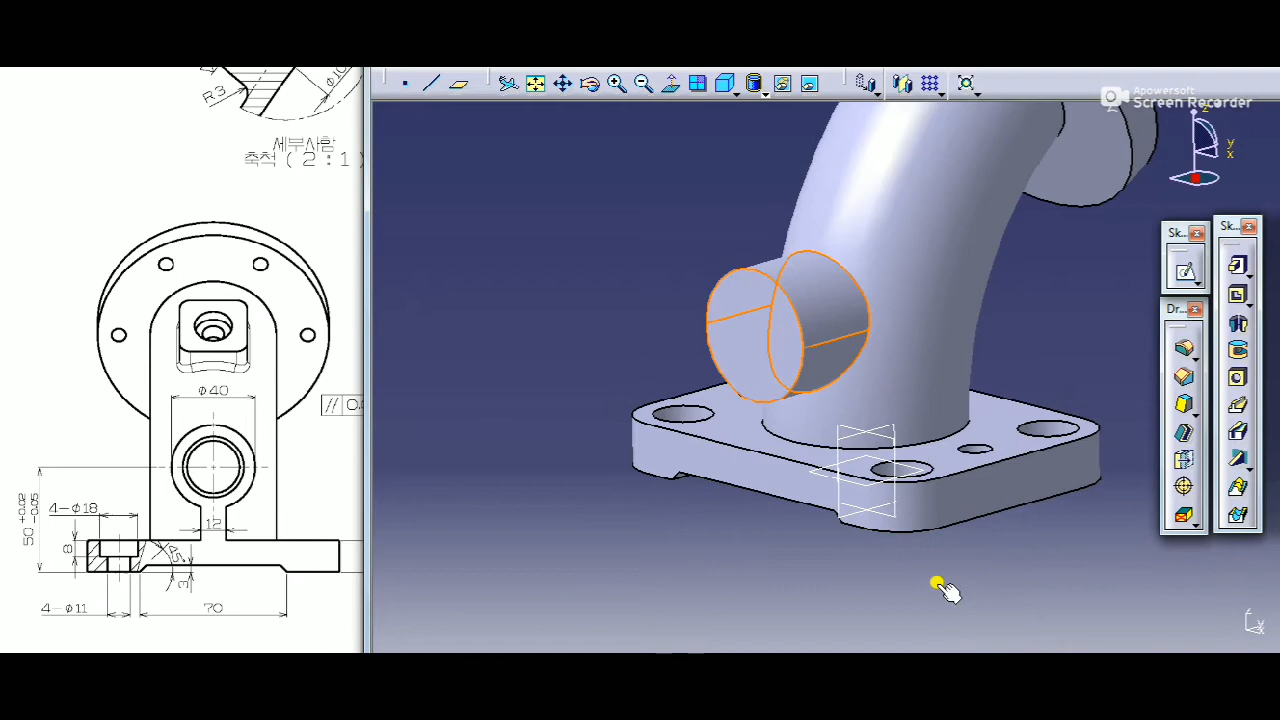 R3
세부사항
축척 ( 2 : 1 )
Apowersoft
Screen Recorder
z
y
x
Sk...
Sk...
Dr...
φ40
//
4-φ18
12
50 +0.02
-0.05
8
45°
3
4-φ11
70
z
y
x